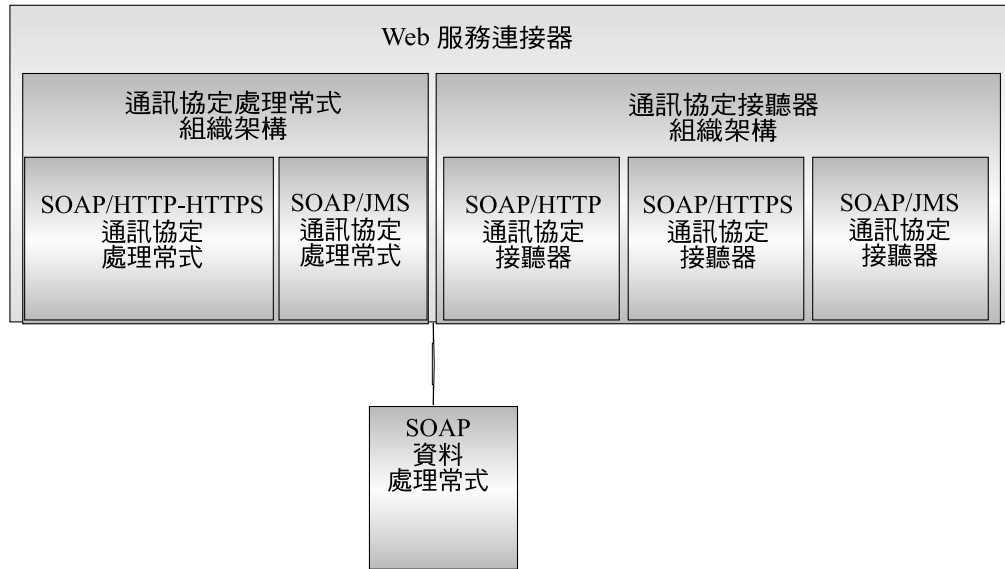 Web 服務連接器
通訊協定處理常式
組織架構
通訊協定接聽器
組織架構
SOAP/HTTP-HTTPS
通訊協定
處理常式
SOAP/JMS
通訊協定
處理常式
SOAP/HTTP
通訊協定
接聽器
SOAP/HTTPS
通訊協定
接聽器
SOAP/JMS
通訊協定
接聽器
SOAP
資料
處理常式